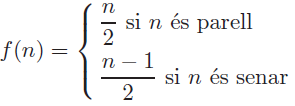 f(n) = { n/2 si n és parell
(n − 1)/2 si n és senar